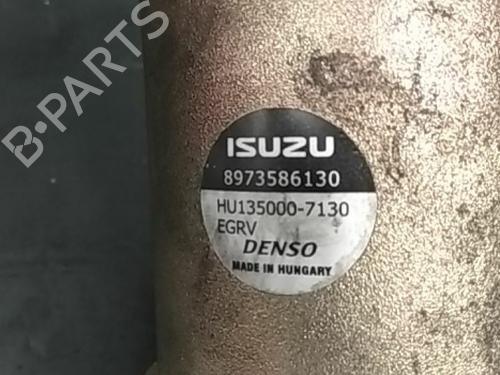 B-PARTS
ISUZU
8973586130
HU135000-7130
EGRV
DENSO
MADE IN HUNGARY